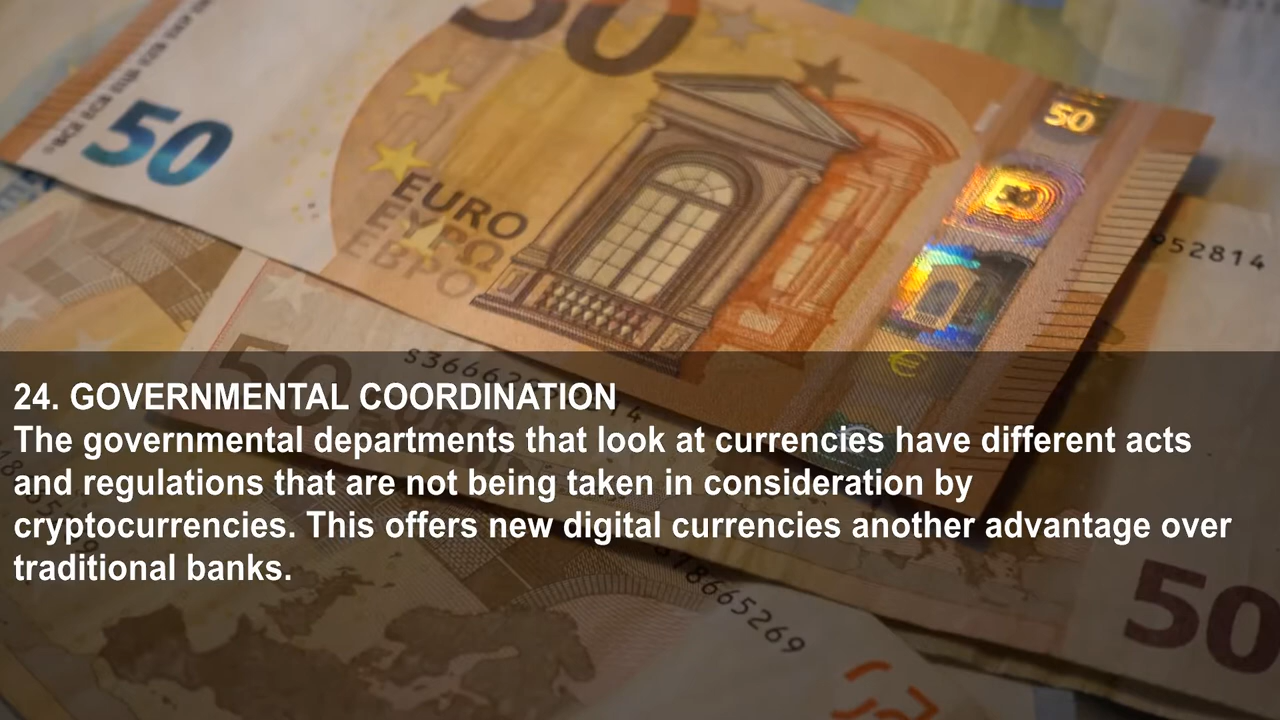 50
50
50
EURO
ΕΥΡΩ
ЕВРО
€
952814
50
24. GOVERNMENTAL COORDINATION
The governmental departments that look at currencies have different acts
and regulations that are not being taken in consideration by
cryptocurrencies. This offers new digital currencies another advantage over
traditional banks.
18665269
50